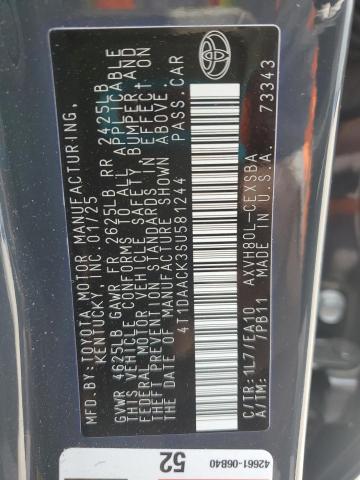 MFD.BY:TOYOTA MOTOR MANUFACTURING,
KENTUCKY, INC. 01/25
GVWR 4625LB GAWR FR 2625LB RR 2425LB
THIS VEHICLE CONFORMS TO ALL APPLICABLE
FEDERAL MOTOR VEHICLE SAFETY BUMPER, AND
THEFT PREVENTION STANDARDS IN EFFECT ON
THE DATE OF MANUFACTURE SHOWN ABOVE.
4T1DAACK3SU581244 PASS.CAR
C/TR:1L7/EA10 AXVH80L-CEXSBA
A/TM: /PB11 MADE IN U.S.A. 73343
TOYOTA
52
42661-06B40